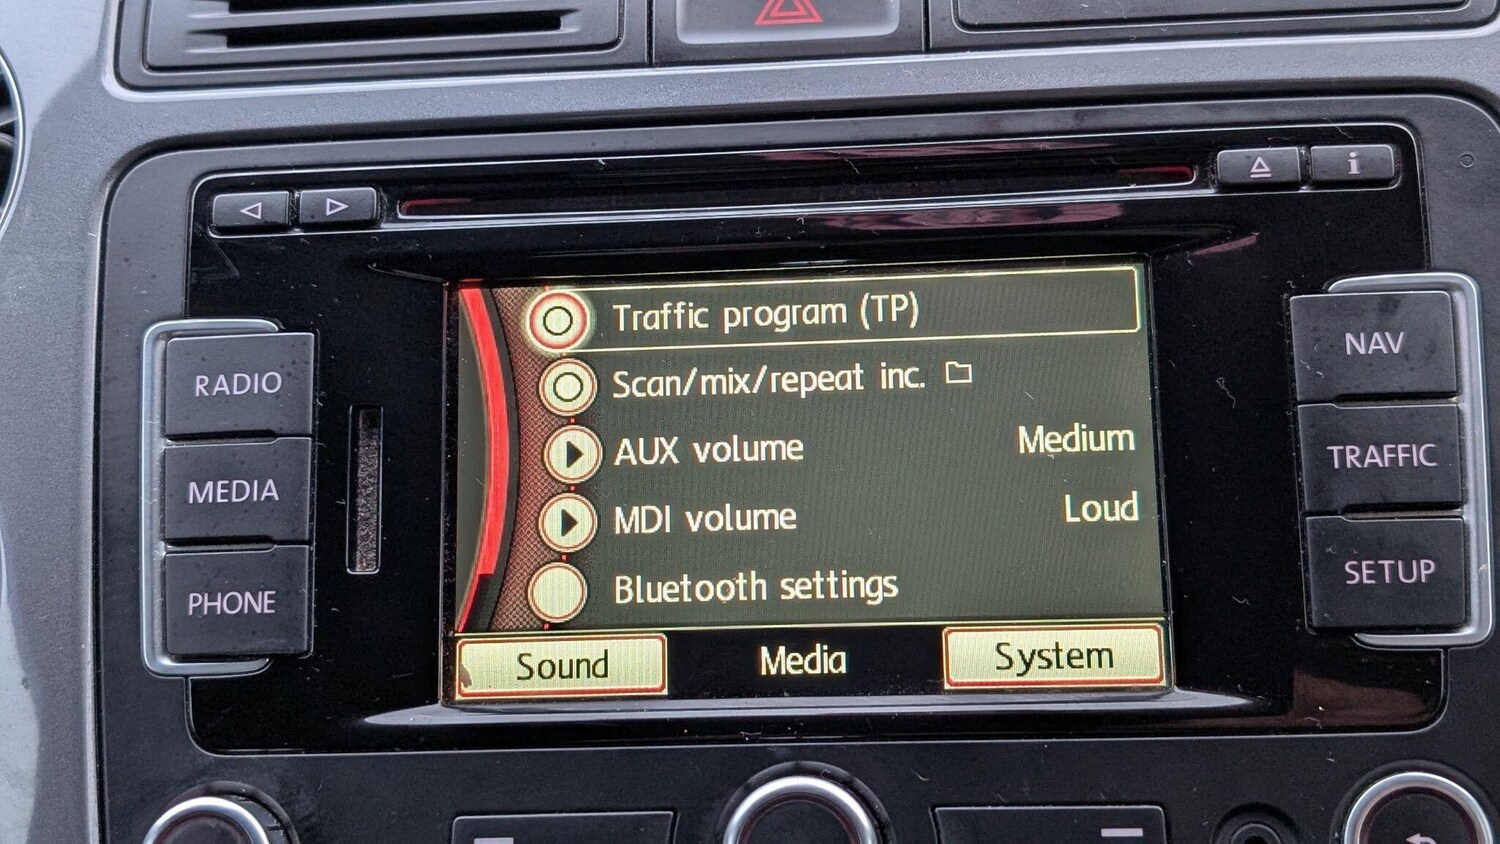 i
RADIO
MEDIA
PHONE
Traffic program (TP)
Scan/mix/repeat inc.
AUX volume Medium
MDI volume Loud
Bluetooth settings
Sound Media System
NAV
TRAFFIC
SETUP